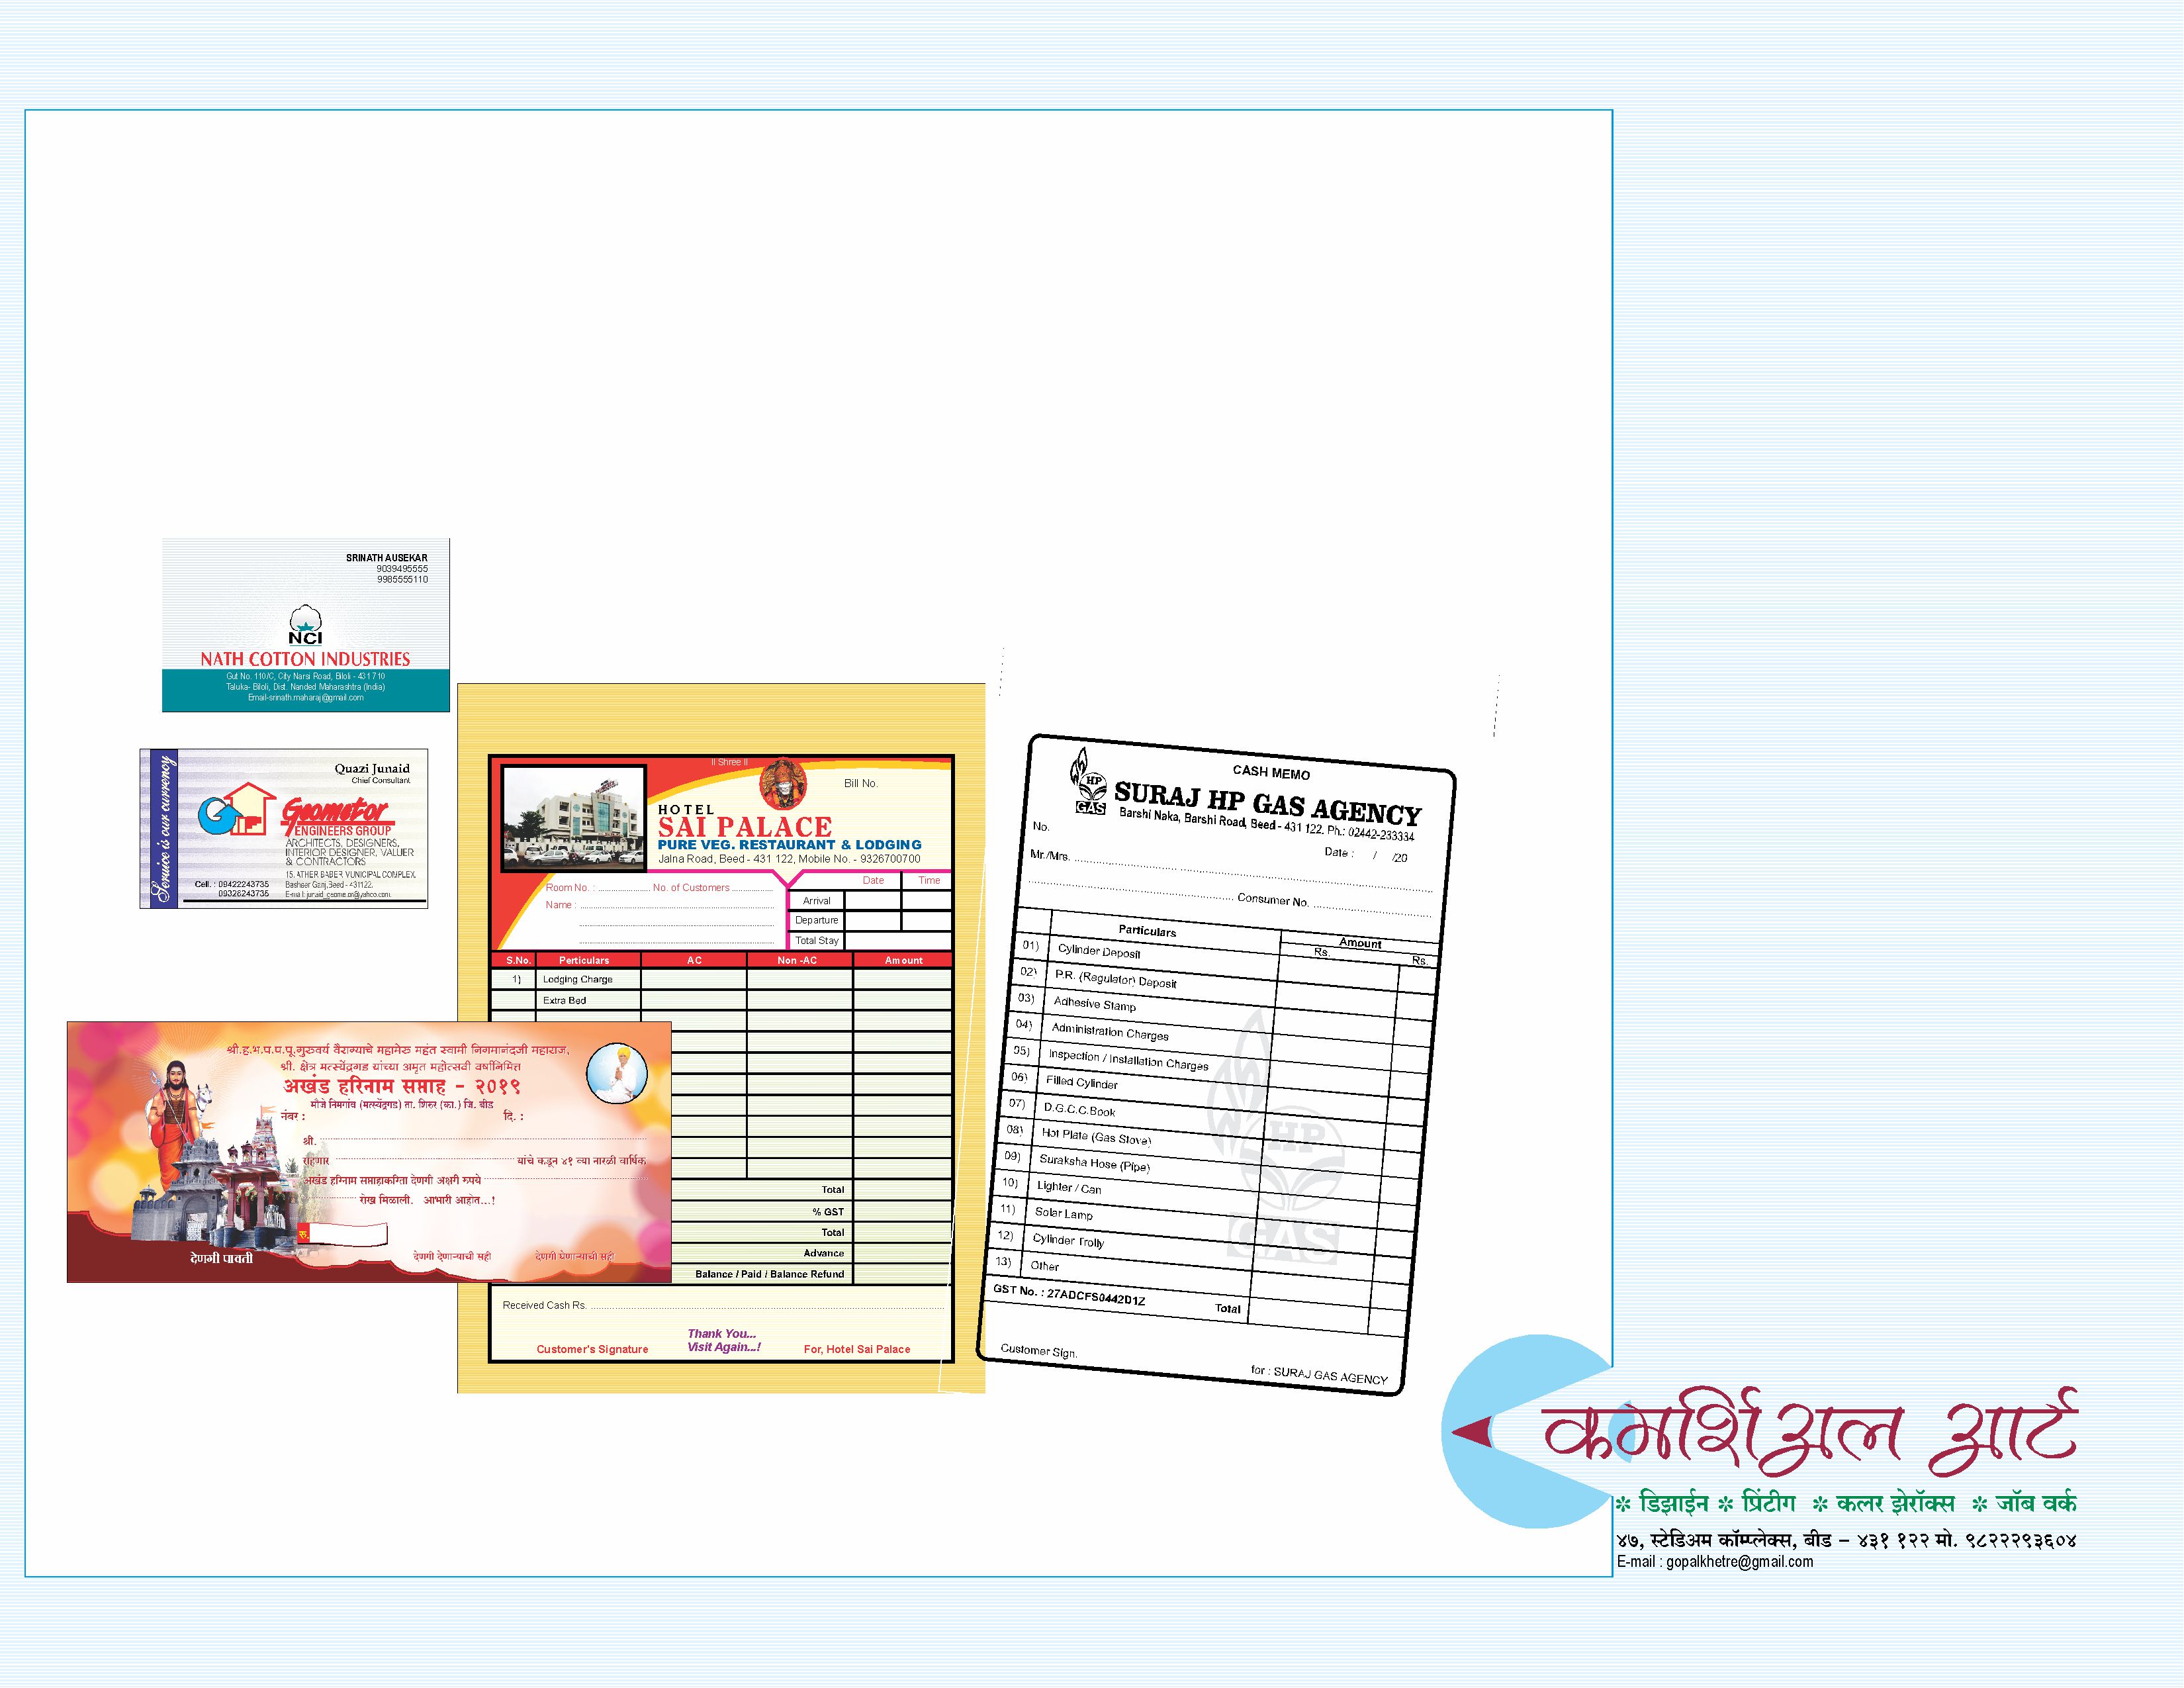 SRINATH AUSEKAR
9039495555
9985555110
NCI
NATH COTTON INDUSTRIES
Gut No. 110/C, City Narsi Road, Biloli - 431710
Taluka- Biloli, Dist. Nanded Maharashtra (India)
Email-srinath.maharaj@gmail.com
Service is our currency
Quazi Junaid
Chief Consultant
Geometor
ENGINEERS GROUP
ARCHITECTS, DESIGNERS,
INTERIOR DESIGNER, VALUER
& CONTRACTORS
15, ATHER BABER MUNICIPAL COMPLEX,
Basheer Ganj, Beed - 431122.
Cell. : 09422243735
09326243735
श्री.ह.भ.प.प.पू.गुरुवर्य वैराग्याचे महामेरु महंत स्वामी निगमानंदजी महाराज,
श्री. क्षेत्र मत्स्येंद्रगड यांच्या अमृत महोत्सवी वर्षानिमित्त
अखंड हरिनाम सप्ताह - २०१९
मौजे निमगांव (मत्स्येंद्रगड) ता. शिरुर (का.) जि. बीड
नंबर : दि. :
श्री.
राहणार यांचे कडून ४१ व्या नारळी वार्षिक
अखंड हरिनाम सप्ताहाकरिता देणगी अक्षरी रुपये
रोख मिळाली. आभारी आहोत...!
रु.
देणगी पावती देणगी देणाऱ्याची सही देणगी घेणाऱ्याची सही
|| Shree ||
Bill No.
HOTEL
SAI PALACE
PURE VEG. RESTAURANT & LODGING
Jalna Road, Beed - 431 122, Mobile No. - 9326700700
Room No. : No. of Customers
Name :
Date Time
Arrival
Departure
Total Stay
S.No. Perticulars AC Non -AC Amount
1) Lodging Charge
Extra Bed
Total
% GST
Total
Advance
Balance / Paid / Balance Refund
Received Cash Rs.
Thank You...
Visit Again...!
Customer's Signature For, Hotel Sai Palace
CASH MEMO
HP
GAS
SURAJ HP GAS AGENCY
Barshi Naka, Barshi Road, Beed - 431 122. Ph.: 02442-233334
No.
Date : / /20
Mr./Mrs.
Consumer No.
Particulars Amount
Rs. Rs.
01) Cylinder Deposit
02) P.R. (Regulator) Deposit
03) Adhesive Stamp
04) Administration Charges
05) Inspection / Installation Charges
06) Filled Cylinder
07) D.G.C.C.Book
08) Hot Plate (Gas Stove)
09) Suraksha Hose (Pipe)
10) Lighter / Can
11) Solar Lamp
12) Cylinder Trolly
13) Other
HP
GAS
GST No. : 27ADCFS0442D1Z Total
Customer Sign.
for : SURAJ GAS AGENCY
कमर्शिअल आर्ट
✻ डिझाईन ✻ प्रिंटींग ✻ कलर झेरॉक्स ✻ जॉब वर्क
४७, स्टेडिअम कॉम्प्लेक्स, बीड – ४३१ १२२ मो. ९८२२२९३६०४
E-mail : gopalkhetre@gmail.com